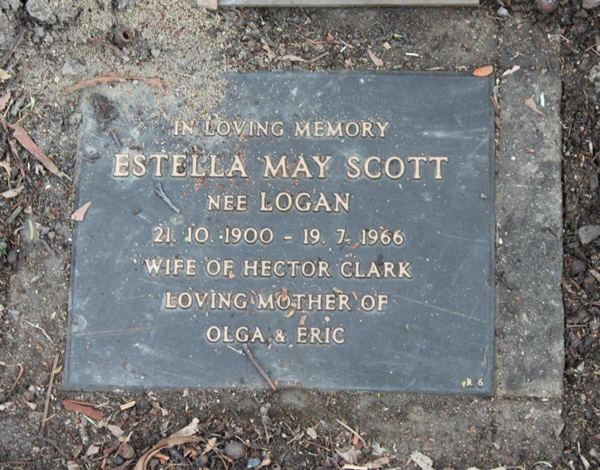 IN LOVING MEMORY
ESTELLA MAY SCOTT
NEE LOGAN
21. 10. 1900 - 19. 7. 1966
WIFE OF HECTOR CLARK
LOVING MOTHER OF
OLGA & ERIC
R 6